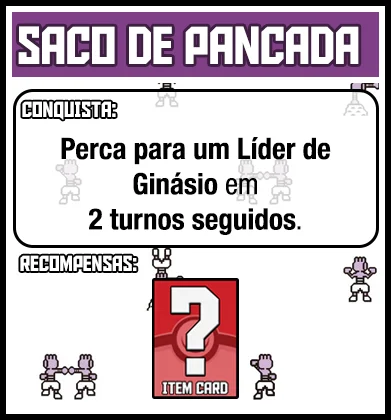 SACO DE PANCADA
CONQUISTA:
Perca para um Líder de
Ginásio em
2 turnos seguidos.
RECOMPENSAS:
?
ITEM CARD